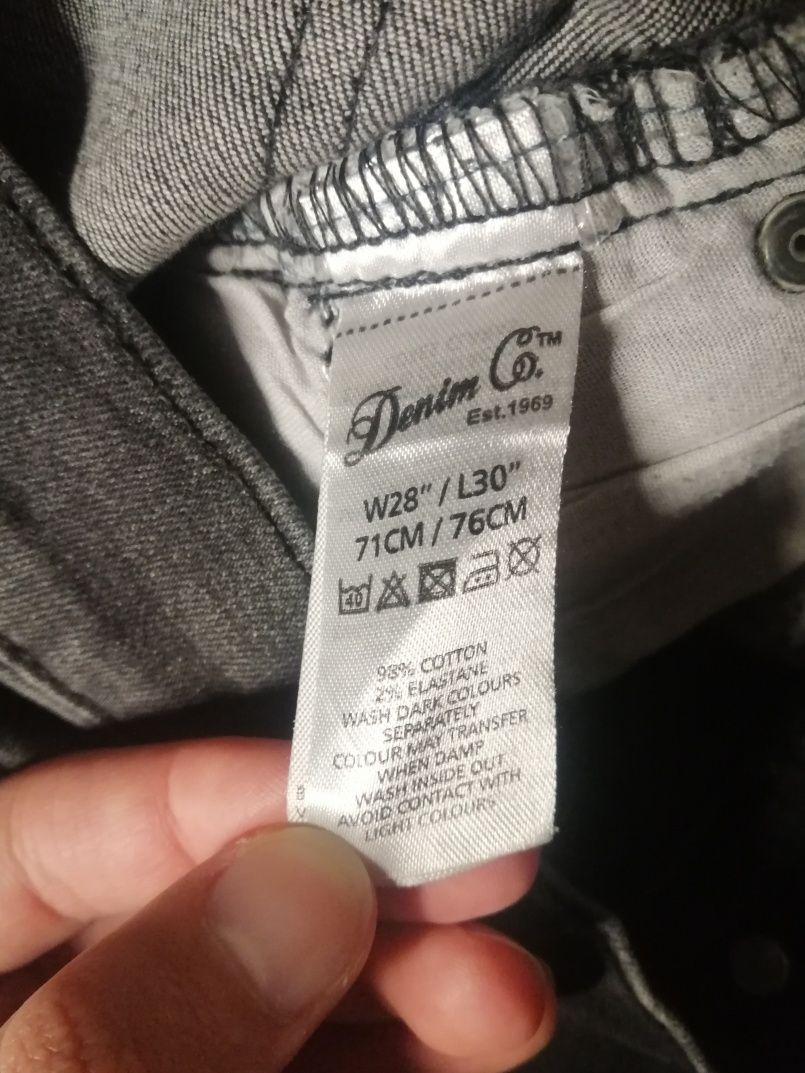 Denim Co.™
Est.1969
W28" / L30"
71CM / 76CM
40
98% COTTON
2% ELASTANE
WASH DARK COLOURS
SEPARATELY
COLOUR MAY TRANSFER
WHEN DAMP
WASH INSIDE OUT
AVOID CONTACT WITH
LIGHT COLOURS